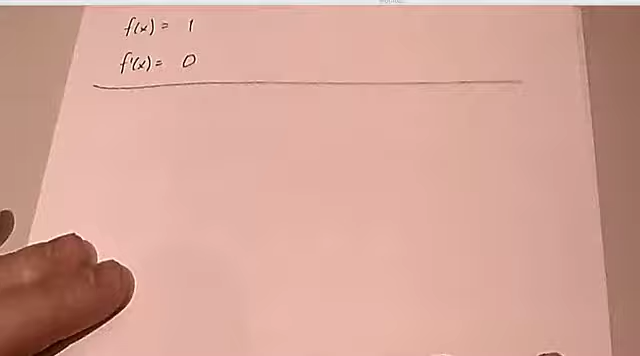 f(x) = 1
f'(x) = 0